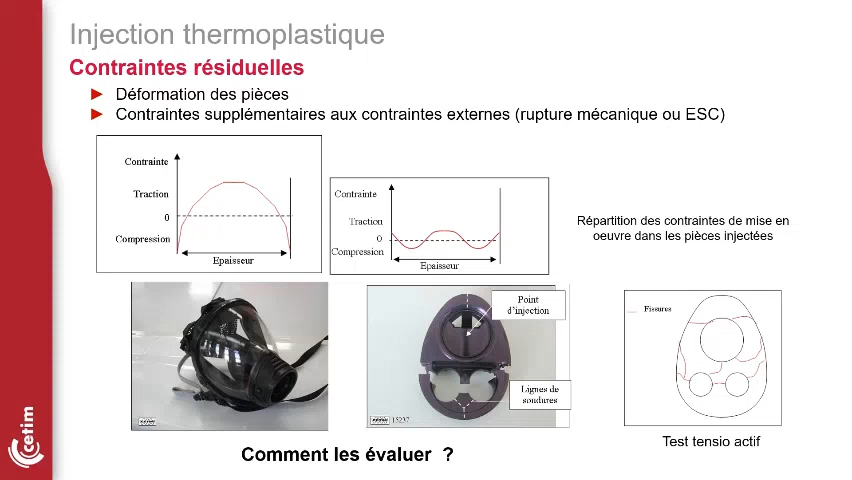 Injection thermoplastique
Contraintes résiduelles
Déformation des pièces
Contraintes supplémentaires aux contraintes externes (rupture mécanique ou ESC)
Contrainte
Traction
0
Compression
Epaisseur
Contrainte
Traction
0
Compression
Epaisseur
Répartition des contraintes de mise en
oeuvre dans les pièces injectées
Point
d'injection
Lignes de
soudures
15237
Fissures
Test tensio actif
Comment les évaluer ?
cetim